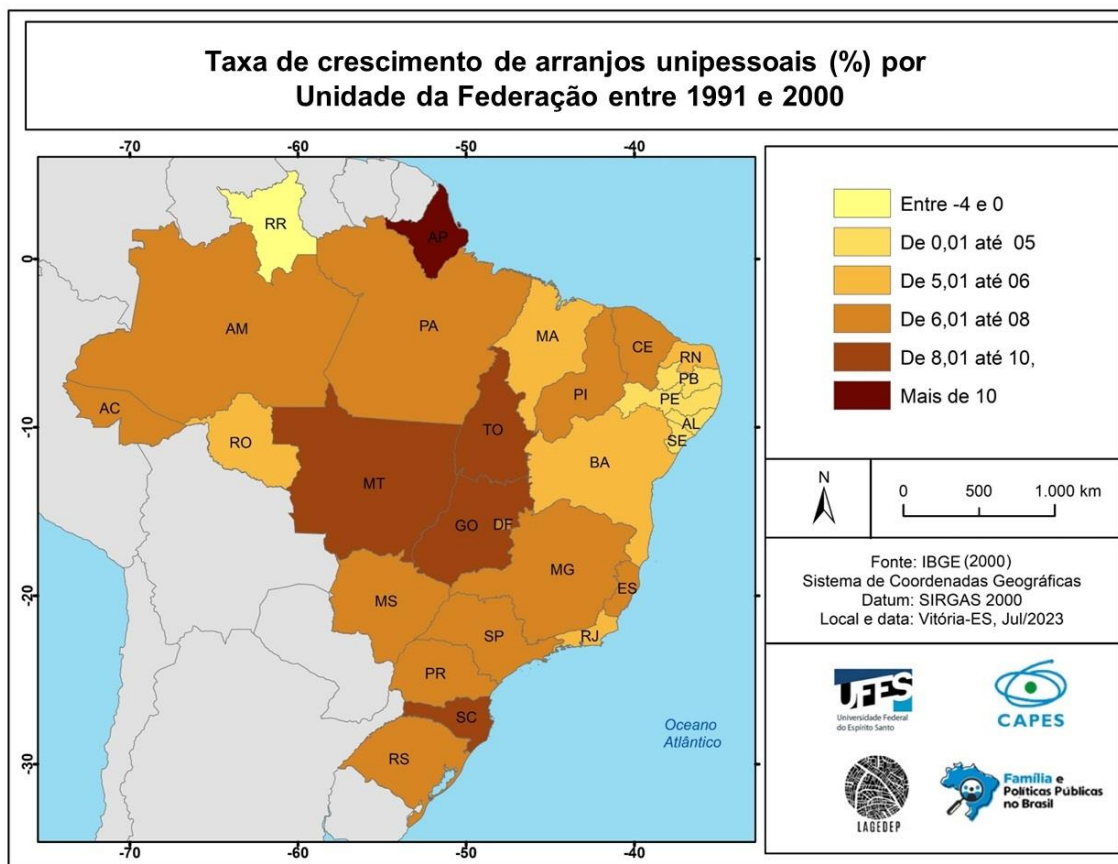 Taxa de crescimento de arranjos unipessoais (%) por
Unidade da Federação entre 1991 e 2000
-70 -60 -50 -40
0
-10
-20
-30
RR
AP
AM
PA
MA
CE
RN
PB
PE
PI
AL
SE
AC
RO
TO
BA
MT
GO
DF
MG
ES
MS
SP
RJ
PR
SC
RS
Oceano
Atlântico
-70 -60 -50 -40
Entre -4 e 0
De 0,01 até 05
De 5,01 até 06
De 6,01 até 08
De 8,01 até 10,
Mais de 10
N
0 500 1.000 km
Fonte: IBGE (2000)
Sistema de Coordenadas Geográficas
Datum: SIRGAS 2000
Local e data: Vitória-ES, Jul/2023
UFES
Universidade Federal
do Espírito Santo
CAPES
LAGEDEP
Família e
Políticas Públicas
no Brasil